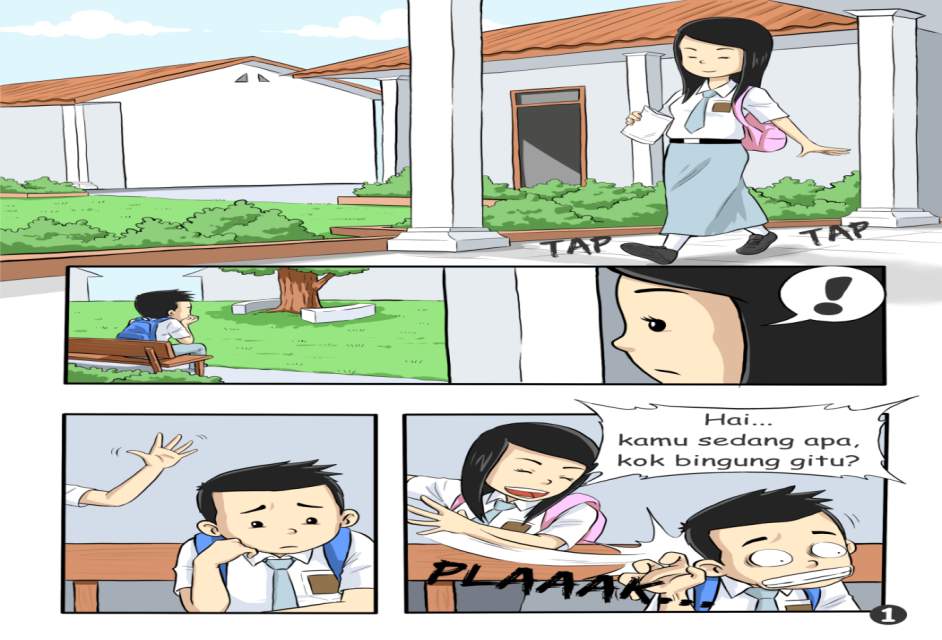 TAP
TAP
!
Hai...
kamu sedang apa,
kok bingung gitu?
PLAAAK...
1